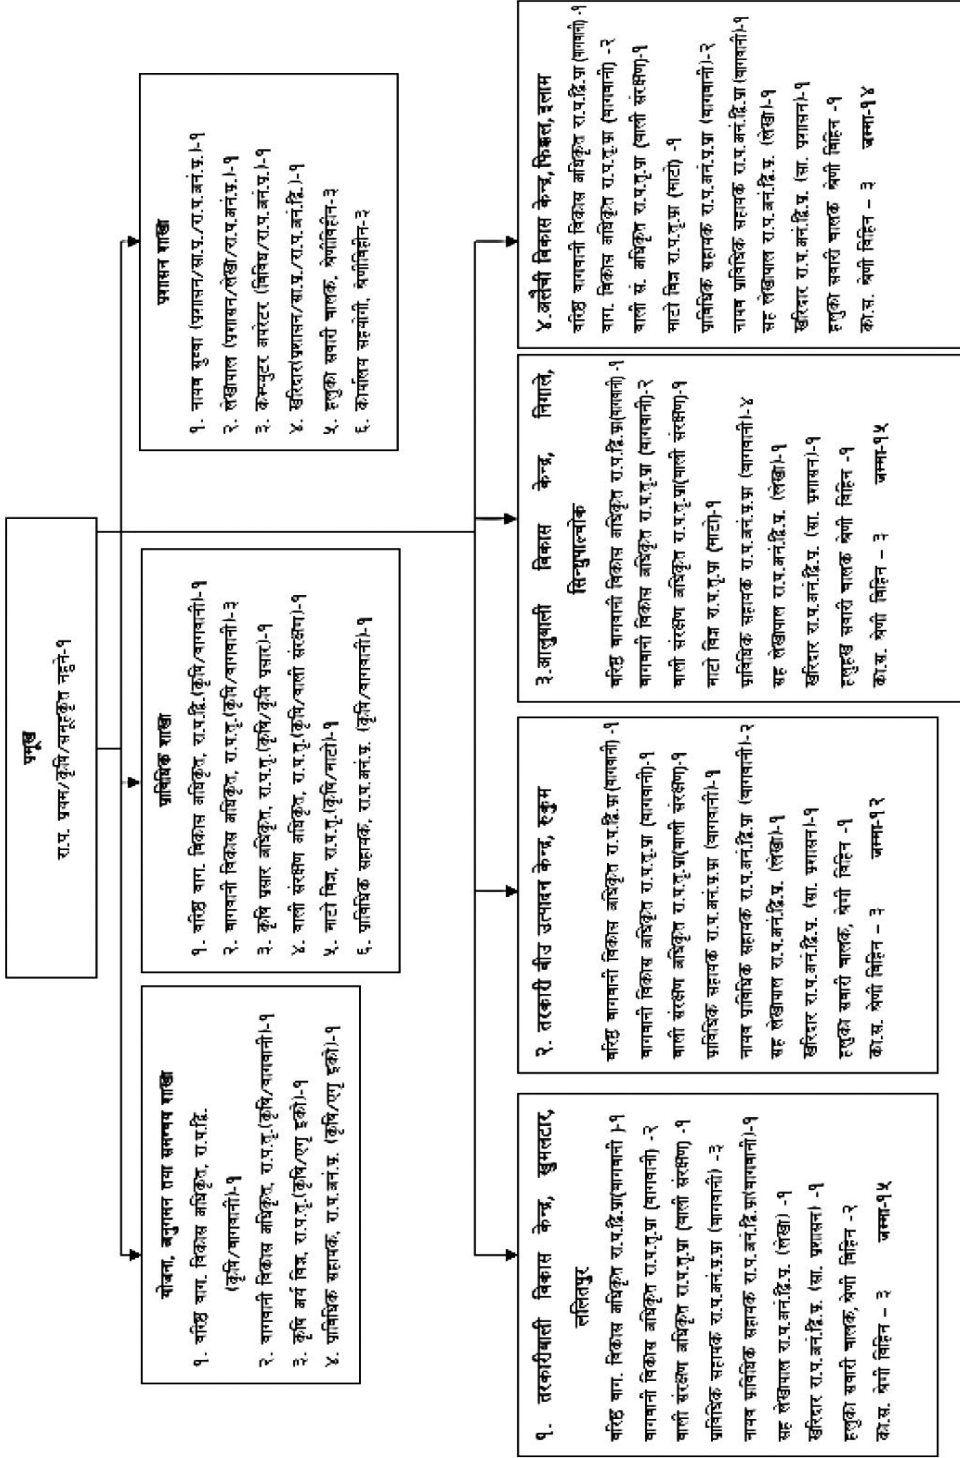 प्रमूख
रा.प. प्रथम/कृषि/समूहकृत नहुने-१
योजना, अनुगमन तथा समन्वय शाखा
१. वरिष्ठ वाग. विकास अधिकृत, रा.प.द्वि.
(कृषि/वागवानी)-१
२. वागवानी विकास अधिकृत, रा.प.तृ.(कृषि/वागवानी)-१
३. कृषि अर्थ विज्ञ, रा.प.तृ.(कृषि/एगृ इको)-१
४. प्राविधिक सहायक, रा.प.अनं.प्र. (कृषि/एगृ इको)-१
प्राविधिक शाखा
१. वरिष्ठ वाग. विकास अधिकृत, रा.प.द्वि.(कृषि/वागवानी)-१
२. वागवानी विकास अधिकृत, रा.प.तृ.(कृषि/वागवानी)-३
३. कृषि प्रसार अधिकृत, रा.प.तृ.(कृषि/कृषि प्रसार)-१
४. वाली संरक्षण अधिकृत, रा.प.तृ.(कृषि/वाली संरक्षण)-१
५. माटो विज्ञ, रा.प.तृ.(कृषि/माटो)-१
६. प्राविधिक सहायक, रा.प.अनं.प्र. (कृषि/वागवानी)-१
प्रशासन शाखा
१. नायव सुव्वा (प्रशासन/सा.प्र./रा.प.अनं.प्र.)-१
२. लेखापाल (प्रशासन/लेखा/रा.प.अनं.प्र.)-१
३. कम्प्युटर अपरेटर (विविध/रा.प.अनं.प्र.)-१
४. खरिदार(प्रशासन/सा.प्र./रा.प.अनं.द्वि.)-१
५. हलुका सवारी चालक, श्रेणीविहीन-३
६. कार्यालय सहयोगी, श्रेणीविहीन-३
१. तरकारीवाली विकास केन्द्र, खुमलटार,
ललितपुर
वरिष्ठ वाग. विकास अधिकृत रा.प.द्वि.प्रा(वागवानी )-१
वागवानी विकास अधिकृत रा.प.तृ.प्रा (वागवानी) -२
वाली संरक्षण अधिकृत रा.प.तृ.प्रा (वाली संरक्षण) -१
प्राविधिक सहायक रा.प.अनं.प्र.प्रा (वागवानी) -३
नायव प्राविधिक सहायक रा.प.अनं.द्वि.प्रा(वागवानी)-१
सह लेखापाल रा.प.अनं.द्वि.प्र. (लेखा) -१
खरिदार रा.प.अनं.द्वि.प्र. (सा. प्रशासन) -१
हलुका सवारी चालक,श्रेणी विहिन -२
का.स. श्रेणी विहिन – ३ जम्मा-१५
२. तरकारी बीउ उत्पादन केन्द्र, रुकुम
वरिष्ठ वागवानी विकास अधिकृत रा.प.द्वि.प्रा(वागवानी) -१
वागवानी विकास अधिकृत रा.प.तृ.प्रा (वागवानी)-१
वाली संरक्षण अधिकृत रा.प.तृ.प्रा(वाली संरक्षण)-१
प्राविधिक सहायक रा.प.अनं.प्र.प्रा (वागवानी)-१
नायव प्राविधिक सहायक रा.प.अनं.द्वि.प्रा (वागवानी)-२
सह लेखापाल रा.प.अनं.द्वि.प्र. (लेखा)-१
खरिदार रा.प.अनं.द्वि.प्र. (सा. प्रशासन)-१
हलुका सवारी चालक, श्रेणी विहिन -१
का.स. श्रेणी विहिन – ३ जम्मा-१२
३.आलुवाली विकास केन्द्र, निगाले,
सिन्धुपाल्चोक
वरिष्ठ वागवानी विकास अधिकृत रा.प.द्वि.प्रा(वागवानी) -१
वागवानी विकास अधिकृत रा.प.तृ.प्रा (वागवानी)-२
वाली संरक्षण अधिकृत रा.प.तृ.प्रा(वाली संरक्षण)-१
माटो विज्ञ रा.प.तृ.प्रा (माटो)-१
प्राविधिक सहायक रा.प.अनं.प्र.प्रा (वागवानी)-४
सह लेखापाल रा.प.अनं.द्वि.प्र. (लेखा)-१
खरिदार रा.प.अनं.द्वि.प्र. (सा. प्रशासन)-१
सवारी चालक श्रेणी विहिन -१
का.स. श्रेणी विहिन – ३ जम्मा-१५
४.अलैची विकास केन्द्र,फिक्कल,इलाम
वरिष्ठ वागवानी विकास अधिकृत रा.प.द्वि.प्रा(वागवानी) -१
वाग. विकास अधिकृत रा.प.तृ.प्रा (वागवानी) -२
वाली सं. अधिकृत रा.प.तृ.प्रा (वाली संरक्षण)-१
माटो विज्ञ रा.प.तृ.प्रा (माटो) -१
प्राविधिक सहायक रा.प.अनं.प्र.प्रा (वागवानी)-२
नायव प्राविधिक सहायक रा.प.अनं.द्वि.प्रा (वागवानी)-१
सह लेखापाल रा.प.अनं.द्वि.प्र. (लेखा)-१
खरिदार रा.प.अनं.द्वि.प्र. (सा. प्रशासन)-१
हलुका सवारी चालक श्रेणी विहिन -१
का.स. श्रेणी विहिन – ३ जम्मा-१४